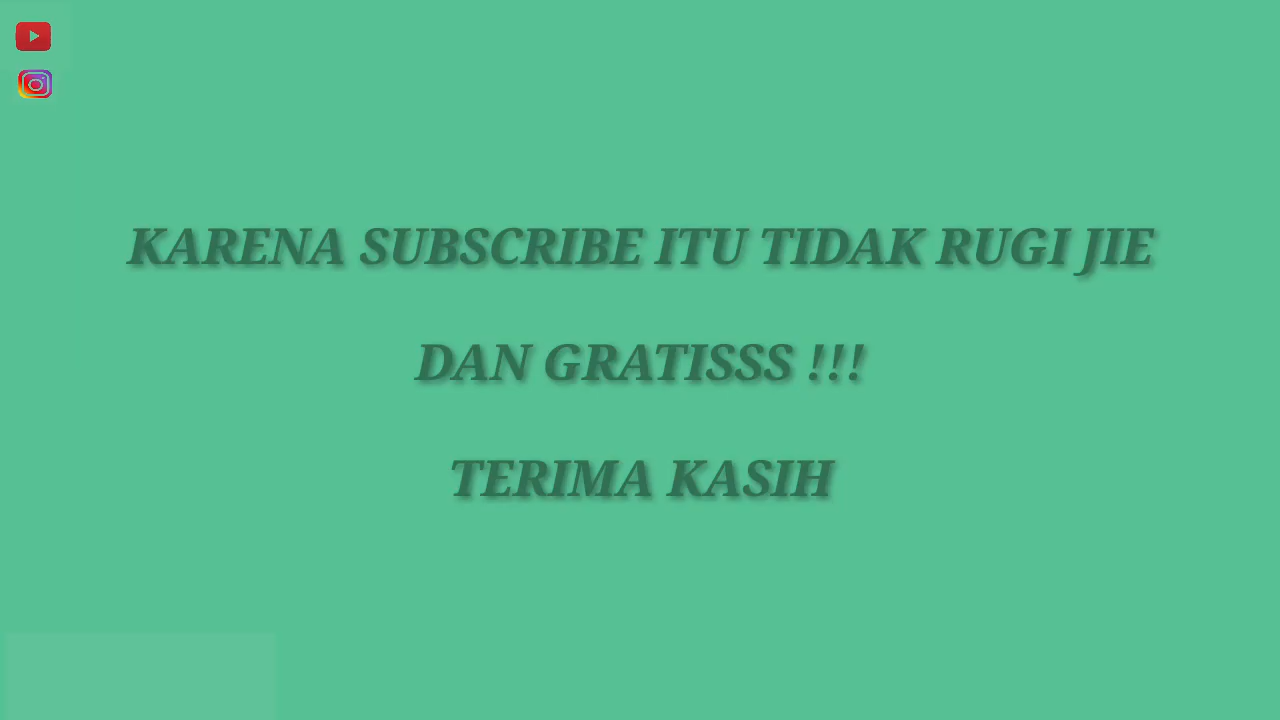 KARENA SUBSCRIBE ITU TIDAK RUGI JIE
DAN GRATISSS !!!
TERIMA KASIH